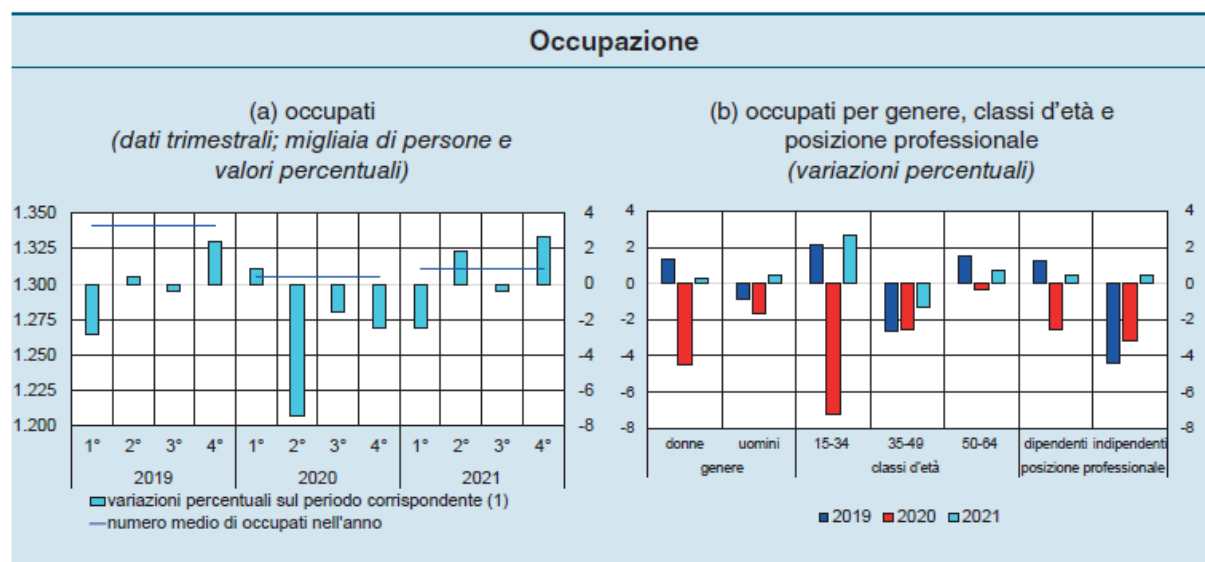 Occupazione
(a) occupati
(dati trimestrali; migliaia di persone e
valori percentuali)
1.350
1.325
1.300
1.275
1.250
1.225
1.200
4
2
0
-2
-4
-6
-8
1° 2° 3° 4° 1° 2° 3° 4° 1° 2° 3° 4°
2019 2020 2021
variazioni percentuali sul periodo corrispondente (1)
numero medio di occupati nell'anno
(b) occupati per genere, classi d'età e
posizione professionale
(variazioni percentuali)
4
2
0
-2
-4
-6
-8
4
2
0
-2
-4
-6
-8
donne uomini 15-34 35-49 50-64 dipendenti indipendenti
genere classi d'età posizione professionale
2019 2020 2021